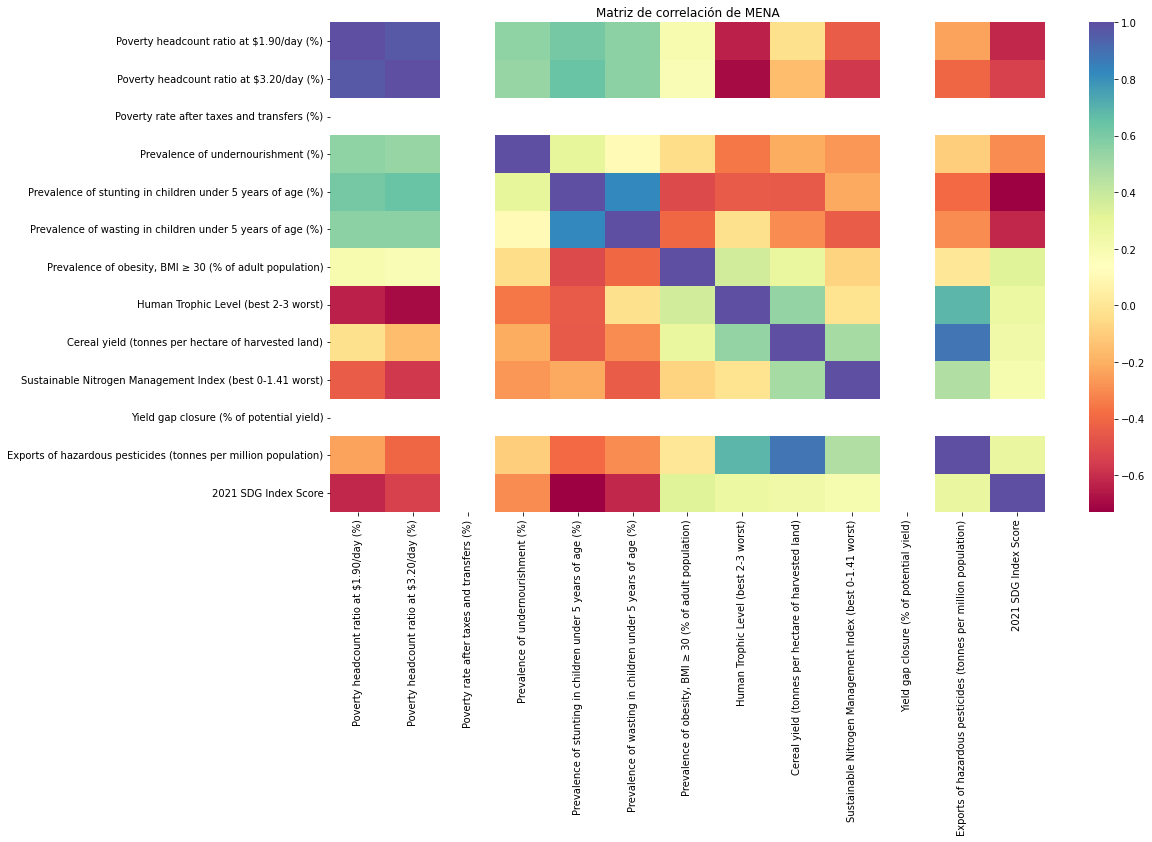 Matriz de correlación de MENA
Poverty headcount ratio at $1.90/day (%)
Poverty headcount ratio at $3.20/day (%)
Poverty rate after taxes and transfers (%)
Prevalence of undernourishment (%)
Prevalence of stunting in children under 5 years of age (%)
Prevalence of wasting in children under 5 years of age (%)
Prevalence of obesity, BMI ≥ 30 (% of adult population)
Human Trophic Level (best 2-3 worst)
Cereal yield (tonnes per hectare of harvested land)
Sustainable Nitrogen Management Index (best 0-1.41 worst)
Yield gap closure (% of potential yield)
Exports of hazardous pesticides (tonnes per million population)
2021 SDG Index Score
Poverty headcount ratio at $1.90/day (%)
Poverty headcount ratio at $3.20/day (%)
Poverty rate after taxes and transfers (%)
Prevalence of undernourishment (%)
Prevalence of stunting in children under 5 years of age (%)
Prevalence of wasting in children under 5 years of age (%)
Prevalence of obesity, BMI ≥ 30 (% of adult population)
Human Trophic Level (best 2-3 worst)
Cereal yield (tonnes per hectare of harvested land)
Sustainable Nitrogen Management Index (best 0-1.41 worst)
Yield gap closure (% of potential yield)
Exports of hazardous pesticides (tonnes per million population)
2021 SDG Index Score
1.0
0.8
0.6
0.4
0.2
0.0
−0.2
−0.4
−0.6